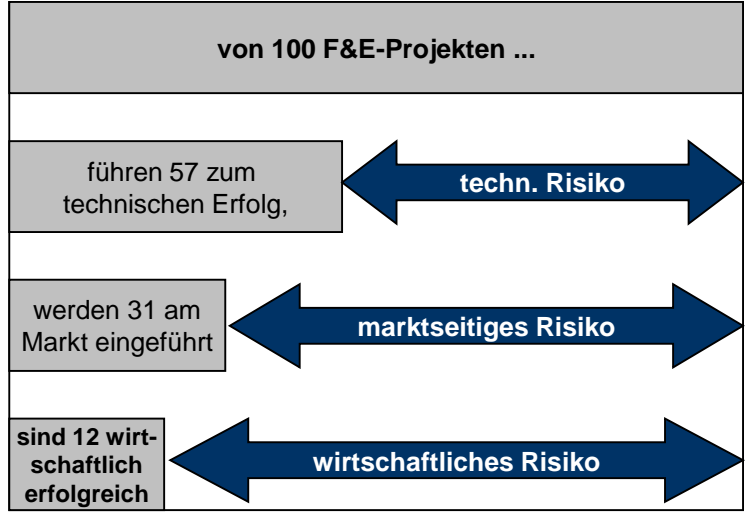 von 100 F&E-Projekten ...
führen 57 zum
technischen Erfolg,
techn. Risiko
werden 31 am
Markt eingeführt
marktseitiges Risiko
sind 12 wirt-
schaftlich
erfolgreich
wirtschaftliches Risiko